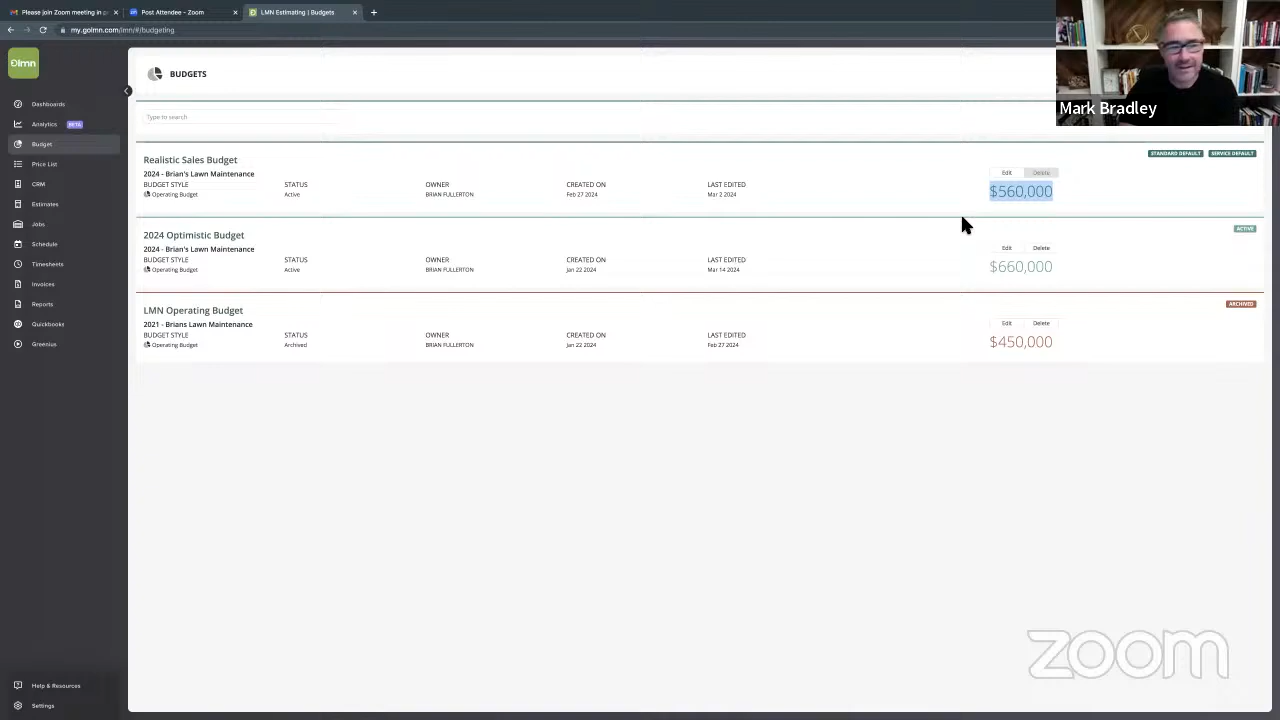 Please join Zoom meeting in p
Post Attendee - Zoom
LMN Estimating | Budgets
my.golmn.com/lmn/#/budgeting
Mark Bradley
lmn
BUDGETS
Dashboards
Analytics BETA
Budget
Price List
CRM
Estimates
Jobs
Schedule
Timesheets
Invoices
Reports
Quickbooks
Greenius
Help & Resources
Settings
Type to search
STANDARD DEFAULT SERVICE DEFAULT
Realistic Sales Budget
2024 - Brian's Lawn Maintenance
Edit Delete
BUDGET STYLE STATUS OWNER CREATED ON LAST EDITED
Operating Budget Active BRIAN FULLERTON Feb 27 2024 Mar 2 2024 $560,000
ACTIVE
2024 Optimistic Budget
2024 - Brian's Lawn Maintenance
Edit Delete
BUDGET STYLE STATUS OWNER CREATED ON LAST EDITED
Operating Budget Active BRIAN FULLERTON Jan 22 2024 Mar 14 2024 $660,000
ARCHIVED
LMN Operating Budget
2021 - Brians Lawn Maintenance
Edit Delete
BUDGET STYLE STATUS OWNER CREATED ON LAST EDITED
Operating Budget Archived BRIAN FULLERTON Jan 22 2024 Feb 27 2024 $450,000
zoom